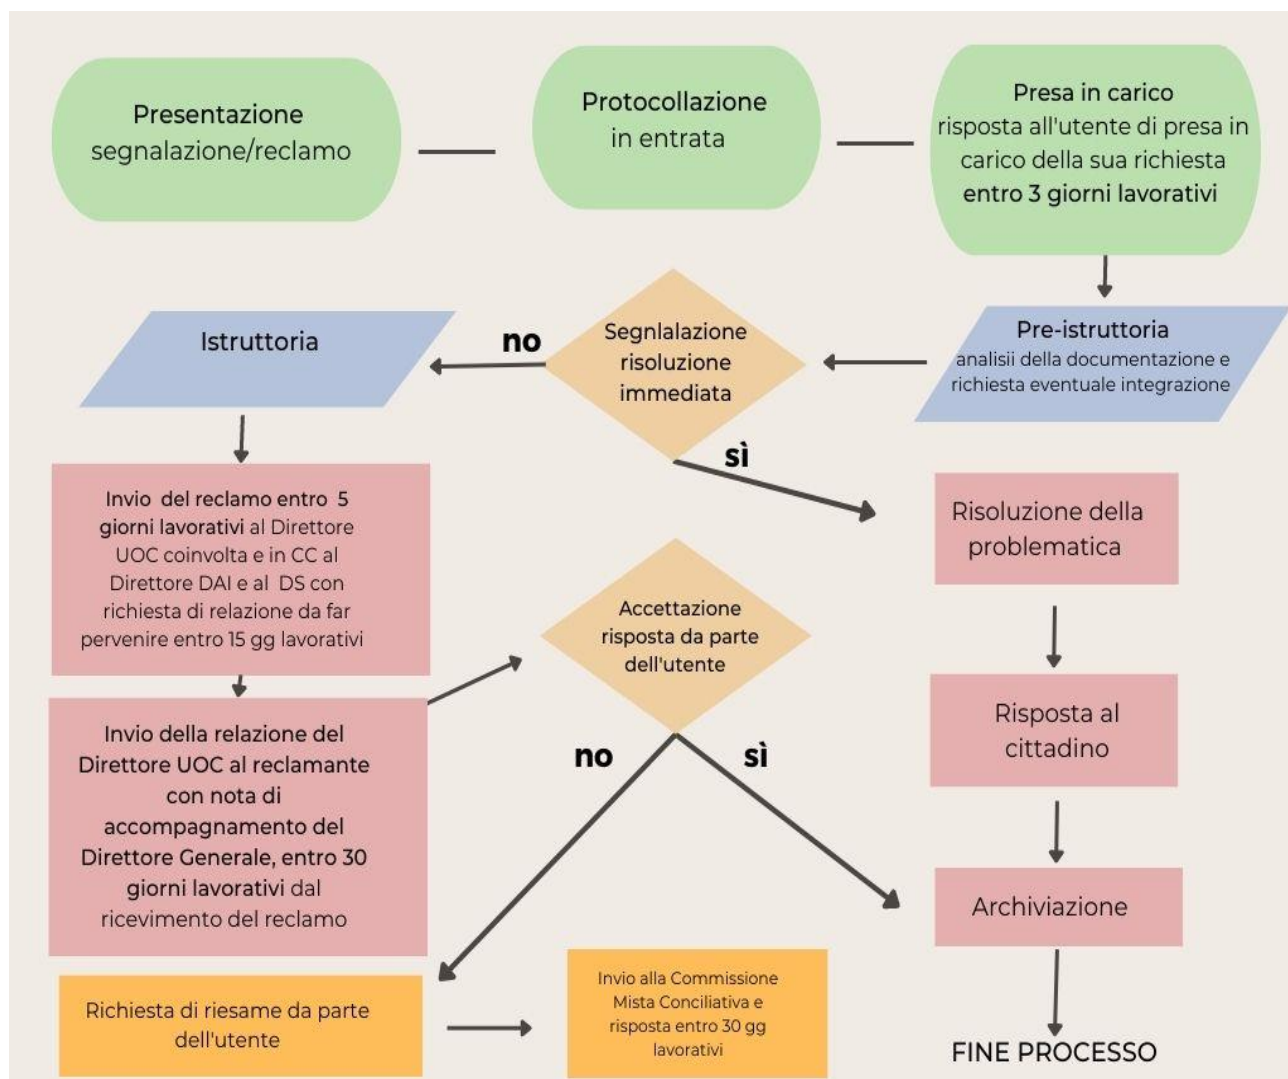 Presentazione
segnalazione/reclamo
Protocollazione
in entrata
Presa in carico
risposta all'utente di presa in
carico della sua richiesta
entro 3 giorni lavorativi
Pre-istruttoria
analisii della documentazione e
richiesta eventuale integrazione
Segnlalazione
risoluzione
immediata
no
sì
Istruttoria
Invio del reclamo entro 5
giorni lavorativi al Direttore
UOC coinvolta e in CC al
Direttore DAI e al DS con
richiesta di relazione da far
pervenire entro 15 gg lavorativi
Risoluzione della
problematica
Accettazione
risposta da parte
dell'utente
no
sì
Invio della relazione del
Direttore UOC al reclamante
con nota di
accompagnamento del
Direttore Generale, entro 30
giorni lavorativi dal
ricevimento del reclamo
Risposta al
cittadino
Archiviazione
Richiesta di riesame da parte
dell'utente
Invio alla Commissione
Mista Conciliativa e
risposta entro 30 gg
lavorativi
FINE PROCESSO